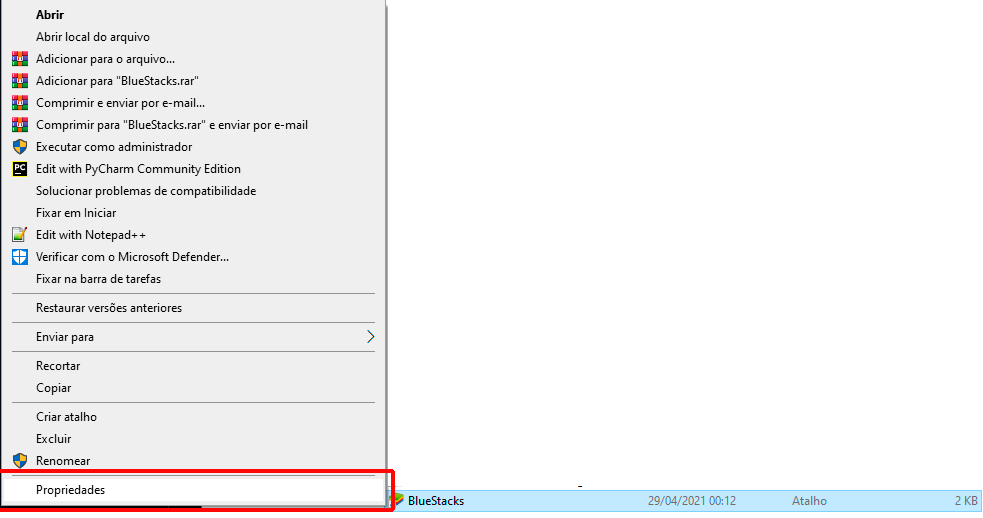 Abrir
Abrir local do arquivo
Adicionar para o arquivo...
Adicionar para "BlueStacks.rar"
Comprimir e enviar por e-mail...
Comprimir para "BlueStacks.rar" e enviar por e-mail
Executar como administrador
PC Edit with PyCharm Community Edition
Solucionar problemas de compatibilidade
Fixar em Iniciar
Edit with Notepad++
Verificar com o Microsoft Defender...
Fixar na barra de tarefas
Restaurar versões anteriores
Enviar para
Recortar
Copiar
Criar atalho
Excluir
Renomear
Propriedades
BlueStacks 29/04/2021 00:12 Atalho 2 KB